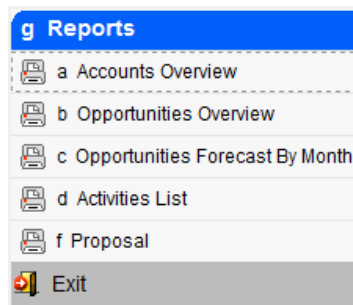 g Reports
a Accounts Overview
b Opportunities Overview
c Opportunities Forecast By Month
d Activities List
f Proposal
Exit